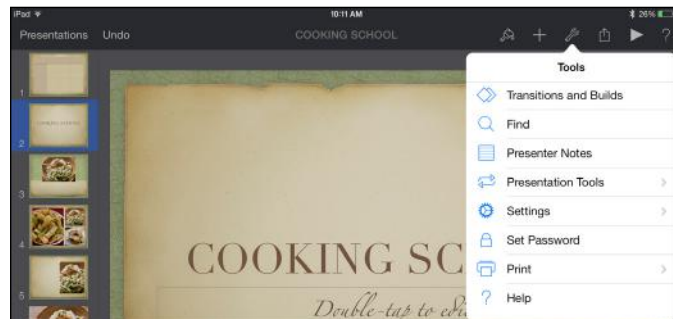 iPad 10:11 AM 26%
Presentations Undo COOKING SCHOOL ?
Tools
Transitions and Builds
Find
Presenter Notes
Presentation Tools
Settings
Set Password
Print
? Help
1
2
3
4
5
COOKING SC
Double-tap to edi